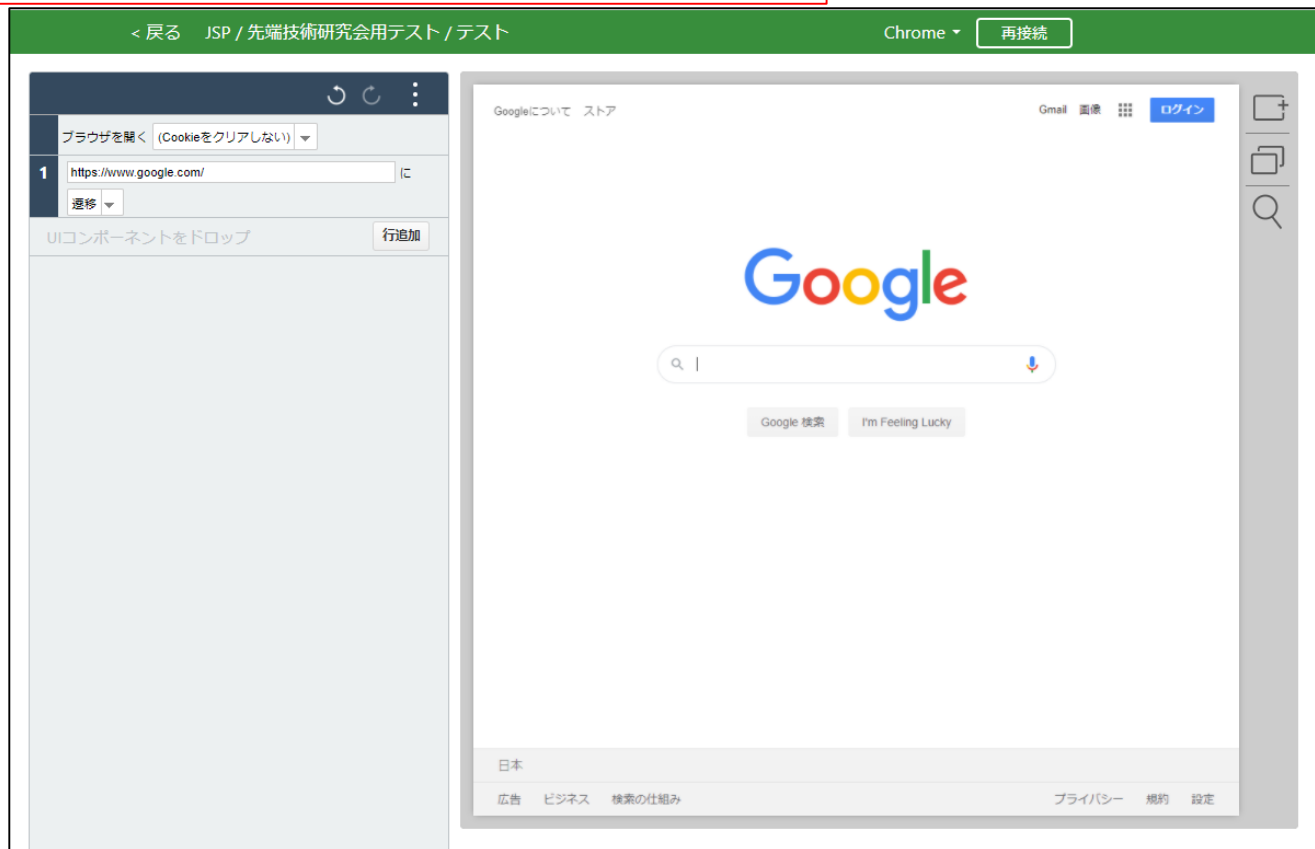 < 戻る JSP / 先端技術研究会用テスト / テスト Chrome 再接続
ブラウザを開く (Cookieをクリアしない)
1 https://www.google.com/ に
遷移
UIコンポーネントをドロップ 行追加
Googleについて ストア Gmail 画像 ログイン
Google
Google 検索 I'm Feeling Lucky
日本
広告 ビジネス 検索の仕組み プライバシー 規約 設定